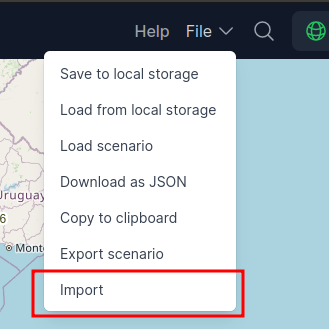 Help File
Save to local storage
Load from local storage
Load scenario
Download as JSON
Copy to clipboard
Export scenario
Import
Uruguay
6
Monte